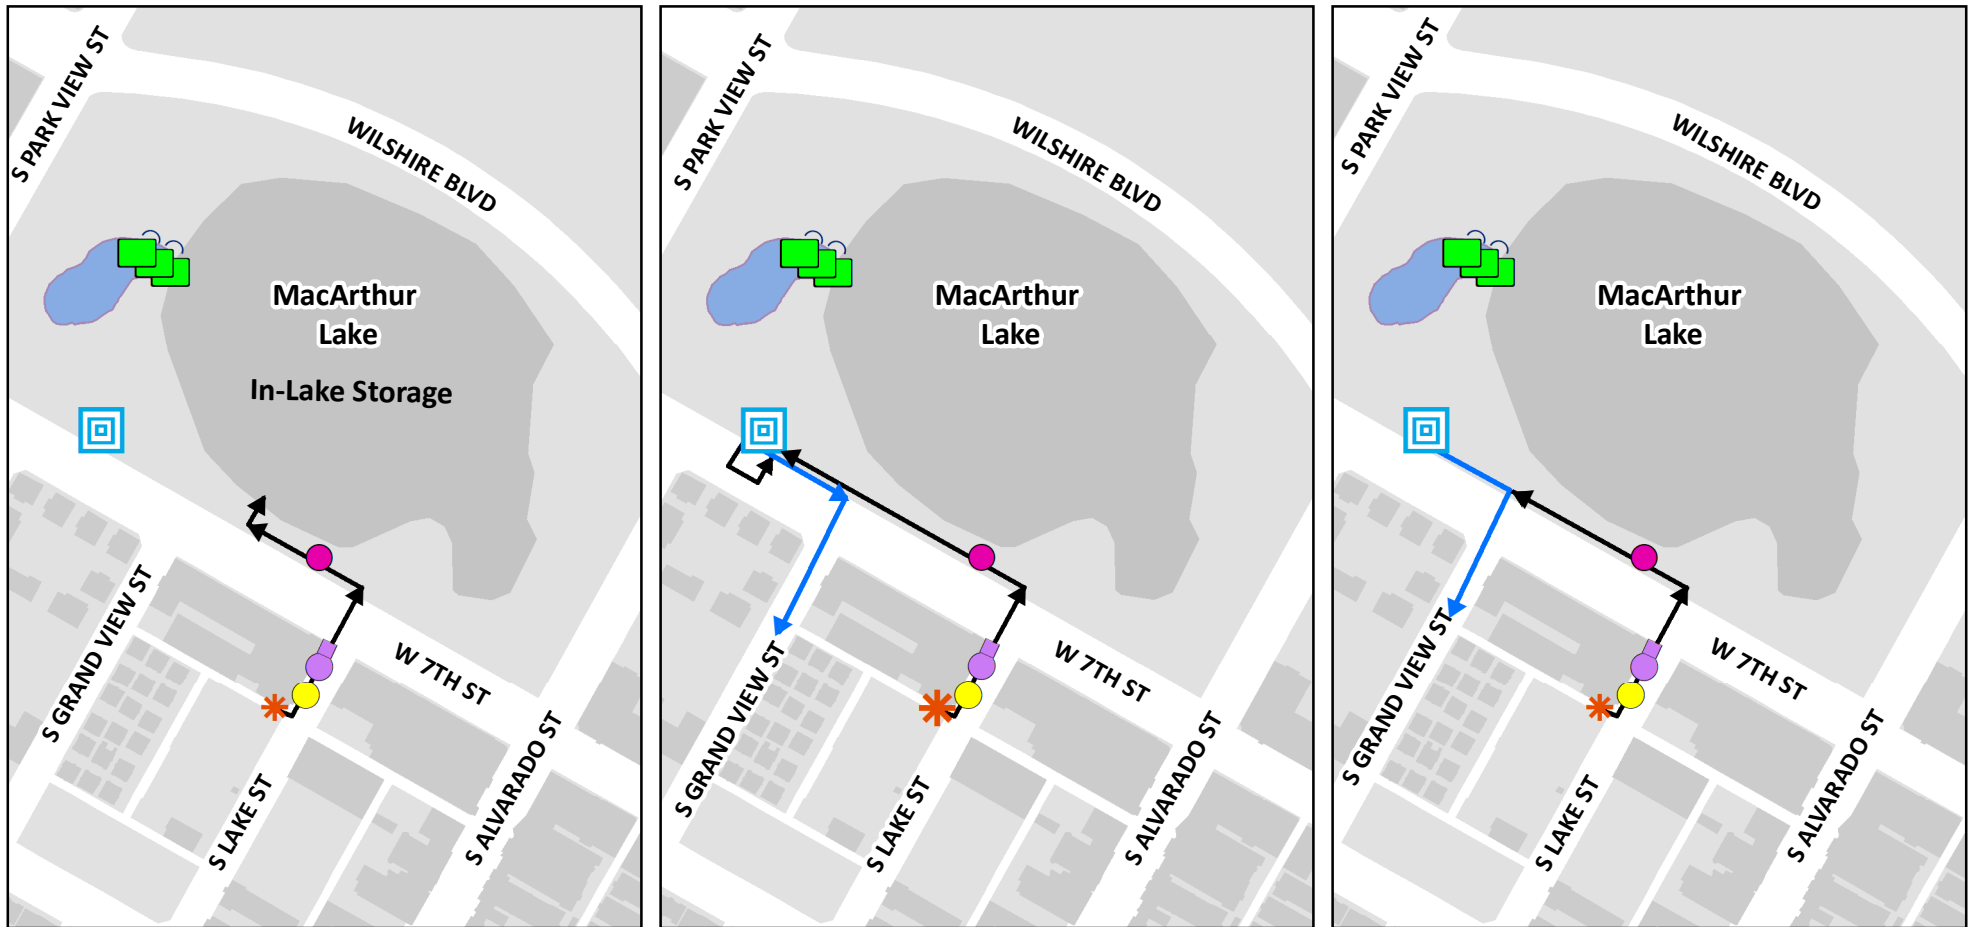 S PARK VIEW ST
WILSHIRE BLVD
MacArthur
Lake
In-Lake Storage
S GRAND VIEW ST
W 7TH ST
S LAKE ST
S ALVARADO ST
S PARK VIEW ST
WILSHIRE BLVD
MacArthur
Lake
S GRAND VIEW ST
W 7TH ST
S LAKE ST
S ALVARADO ST
S PARK VIEW ST
WILSHIRE BLVD
MacArthur
Lake
S GRAND VIEW ST
W 7TH ST
S LAKE ST
S ALVARADO ST